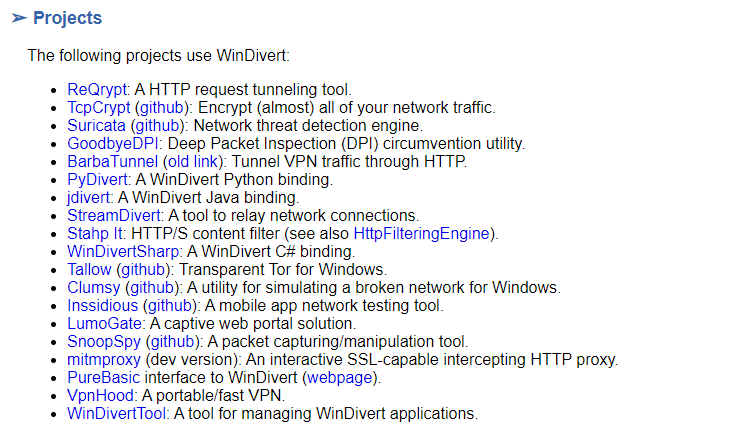 ➢ Projects
The following projects use WinDivert:
• ReQrypt: A HTTP request tunneling tool.
• TcpCrypt (github): Encrypt (almost) all of your network traffic.
• Suricata (github): Network threat detection engine.
• GoodbyeDPI: Deep Packet Inspection (DPI) circumvention utility.
• BarbaTunnel (old link): Tunnel VPN traffic through HTTP.
• PyDivert: A WinDivert Python binding.
• jdivert: A WinDivert Java binding.
• StreamDivert: A tool to relay network connections.
• Stahp It: HTTP/S content filter (see also HttpFilteringEngine).
• WinDivertSharp: A WinDivert C# binding.
• Tallow (github): Transparent Tor for Windows.
• Clumsy (github): A utility for simulating a broken network for Windows.
• Inssidious (github): A mobile app network testing tool.
• LumoGate: A captive web portal solution.
• SnoopSpy (github): A packet capturing/manipulation tool.
• mitmproxy (dev version): An interactive SSL-capable intercepting HTTP proxy.
• PureBasic interface to WinDivert (webpage).
• VpnHood: A portable/fast VPN.
• WinDivertTool: A tool for managing WinDivert applications.